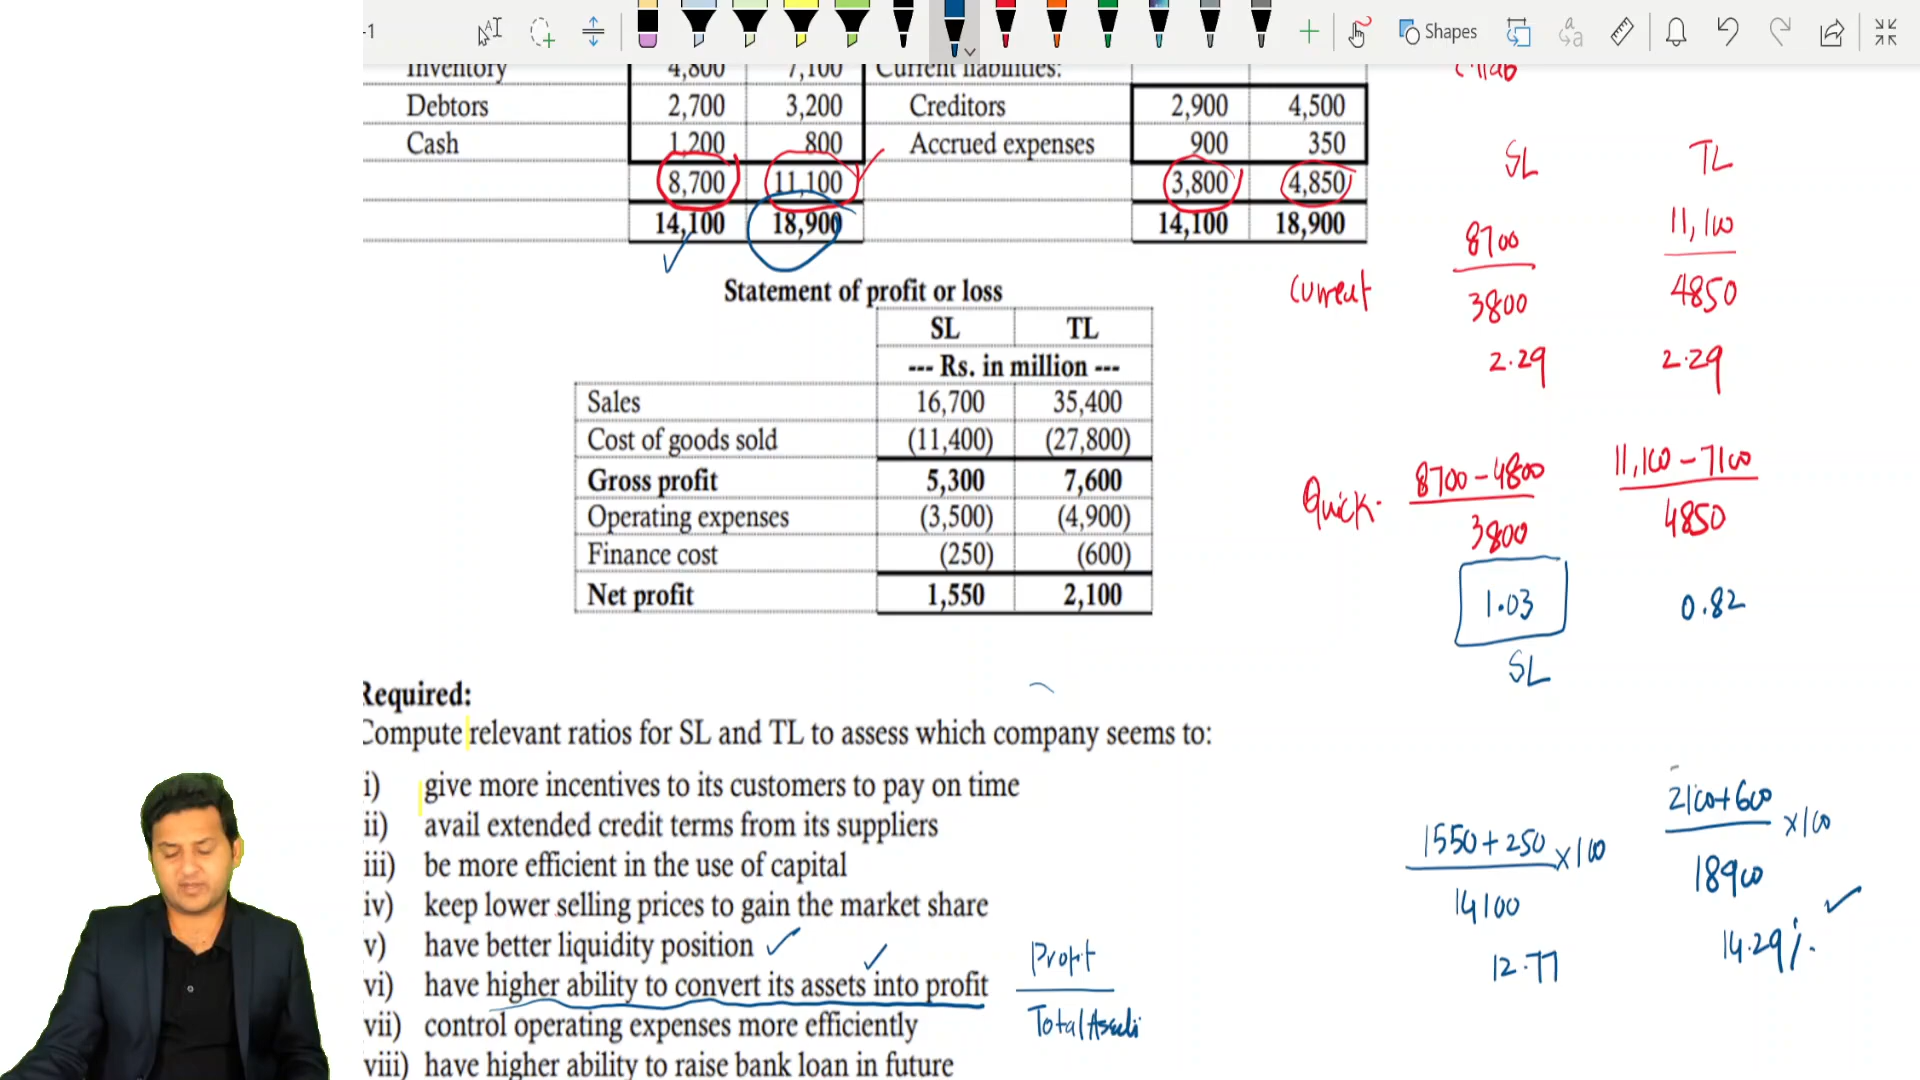 -1
Shapes
Inventory 4,800 7,100 Current liabilities:
Debtors 2,700 3,200 Creditors 2,900 4,500
Cash 1,200 800 Accrued expenses 900 350
8,700 11,100 3,800 4,850
14,100 18,900 14,100 18,900
Statement of profit or loss
SL TL
--- Rs. in million ---
Sales 16,700 35,400
Cost of goods sold (11,400) (27,800)
Gross profit 5,300 7,600
Operating expenses (3,500) (4,900)
Finance cost (250) (600)
Net profit 1,550 2,100
Required:
Compute relevant ratios for SL and TL to assess which company seems to:
i) give more incentives to its customers to pay on time
ii) avail extended credit terms from its suppliers
iii) be more efficient in the use of capital
iv) keep lower selling prices to gain the market share
v) have better liquidity position ✓
vi) have higher ability to convert its assets into profit
vii) control operating expenses more efficiently
viii) have higher ability to raise bank loan in future
Profit
Total Assets
SL TL
Current 8700 11,100
3800 4850
2.29 2.29
Quick. 8700 - 4800 11,100 - 7100
3800 4850
1.03 0.82
SL
1550 + 250 x 100 2100 + 600 x 100
14100 18900
12.77 14.29%